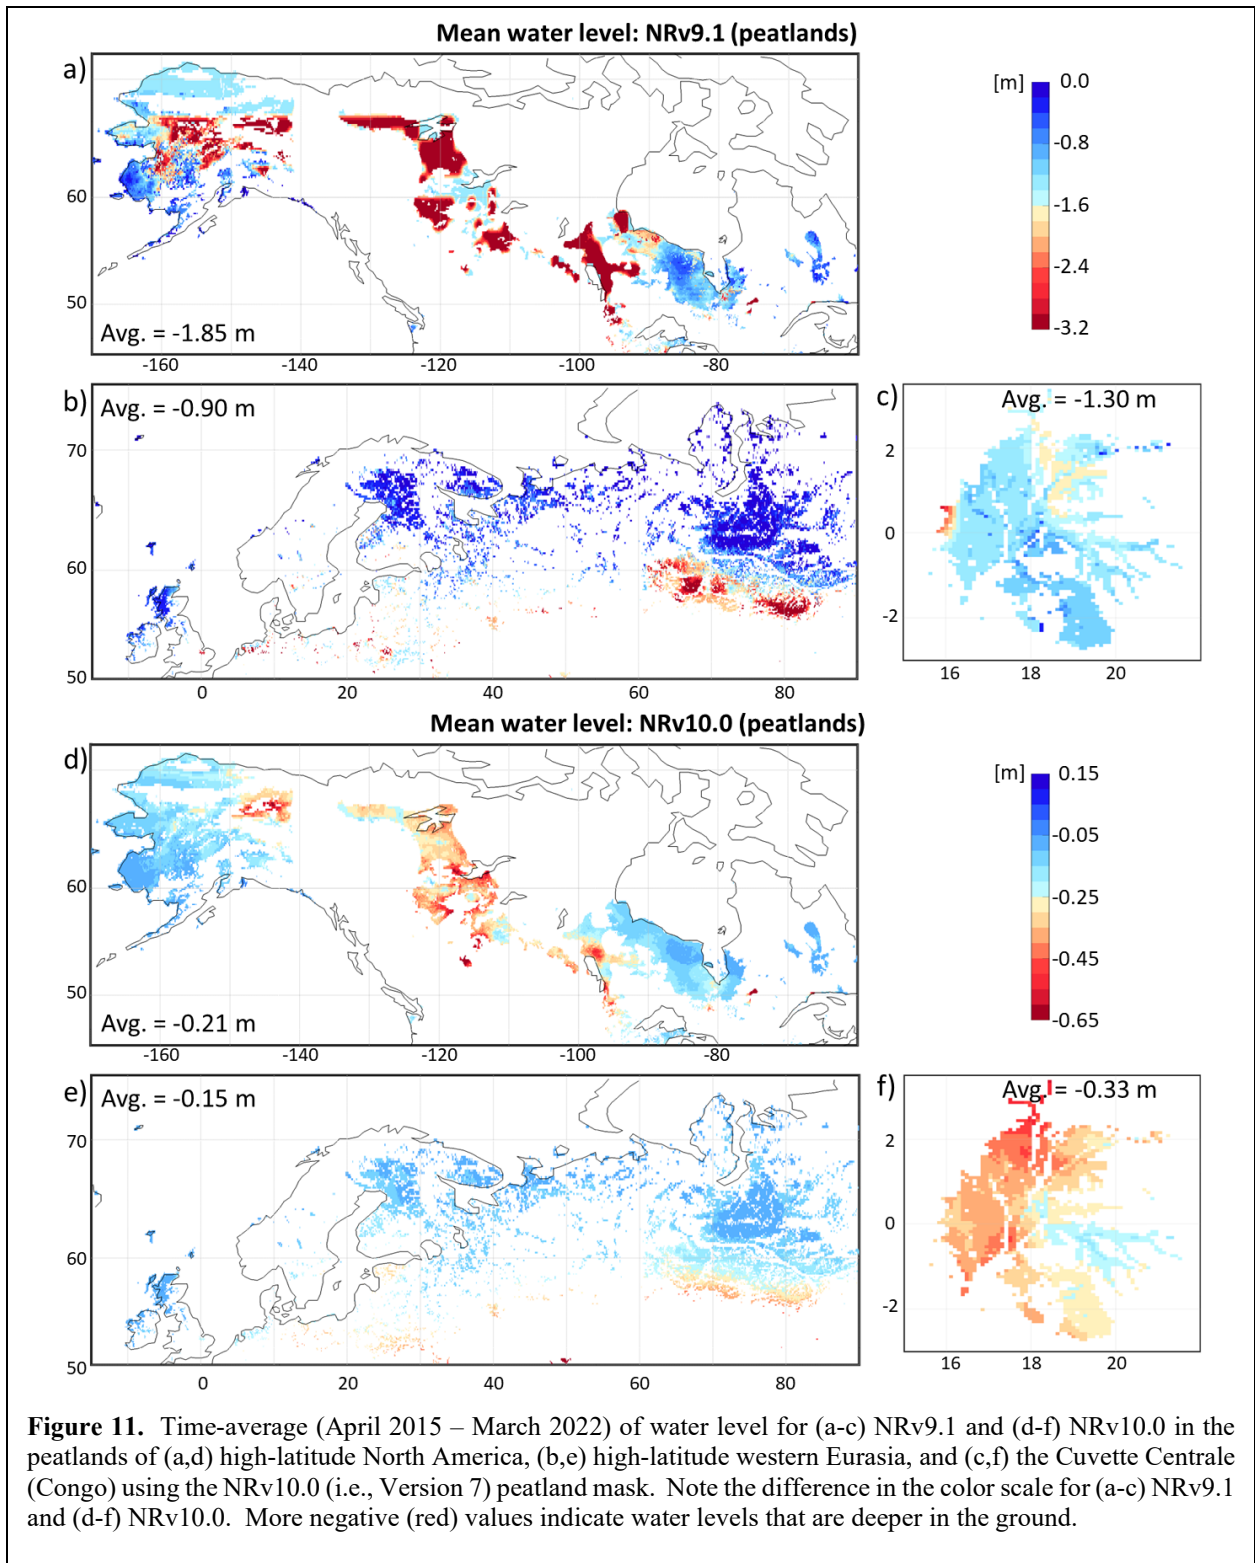 Mean water level: NRv9.1 (peatlands)
a)
60
50
Avg. = -1.85 m
-160 -140 -120 -100 -80
[m]
0.0
-0.8
-1.6
-2.4
-3.2
b)
Avg. = -0.90 m
70
60
50
0 20 40 60 80
c)
Avg. = -1.30 m
2
0
-2
16 18 20
Mean water level: NRv10.0 (peatlands)
d)
60
50
Avg. = -0.21 m
-160 -140 -120 -100 -80
[m]
0.15
-0.05
-0.25
-0.45
-0.65
e)
Avg. = -0.15 m
70
60
50
0 20 40 60 80
f)
Avg. = -0.33 m
2
0
-2
16 18 20
Figure 11. Time-average (April 2015 – March 2022) of water level for (a-c) NRv9.1 and (d-f) NRv10.0 in the
peatlands of (a,d) high-latitude North America, (b,e) high-latitude western Eurasia, and (c,f) the Cuvette Centrale
(Congo) using the NRv10.0 (i.e., Version 7) peatland mask. Note the difference in the color scale for (a-c) NRv9.1
and (d-f) NRv10.0. More negative (red) values indicate water levels that are deeper in the ground.